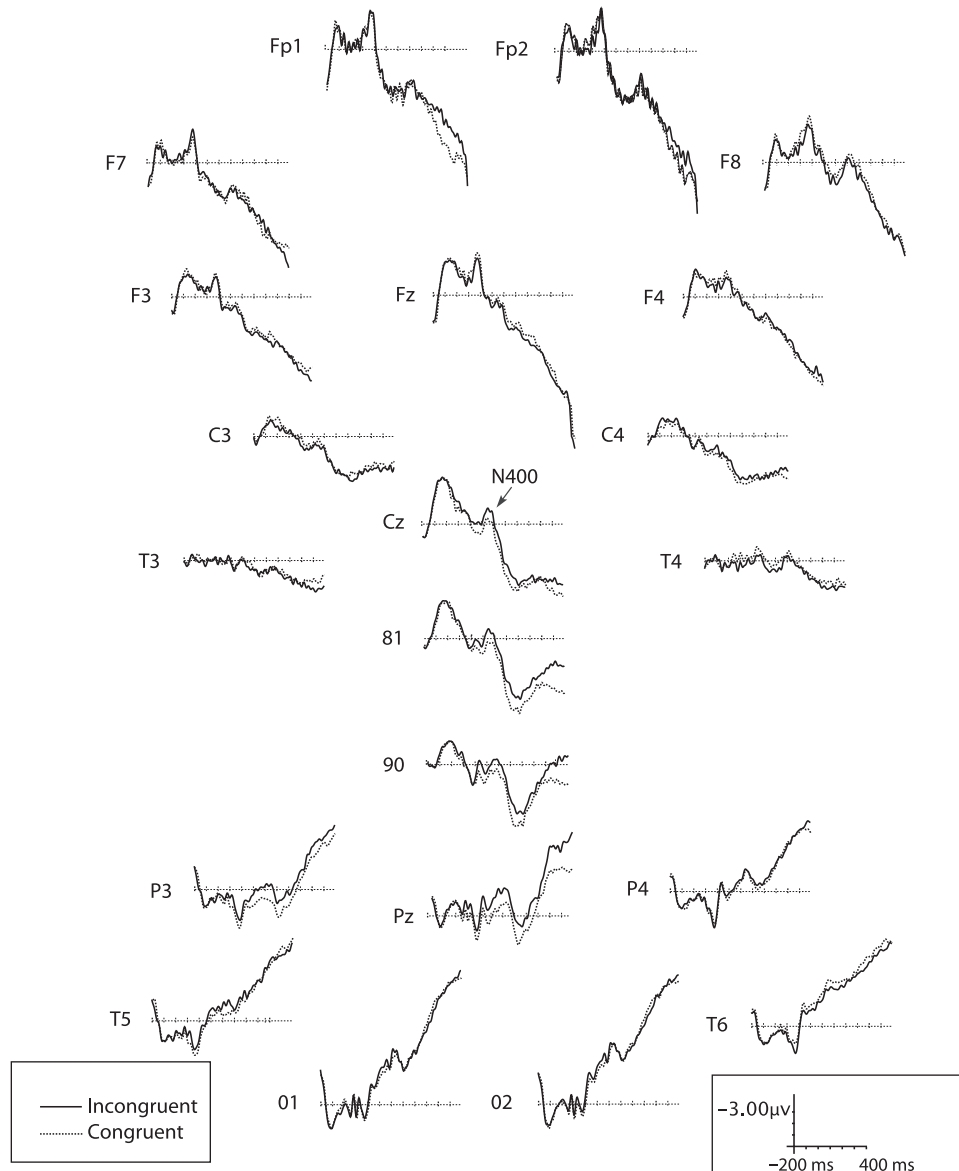 Fp1
Fp2
F7
F8
F3
Fz
F4
C3
C4
N400
Cz
T3
T4
81
90
P3
Pz
P4
T5
T6
01
02
Incongruent
Congruent
−3.00μv
−200 ms 400 ms